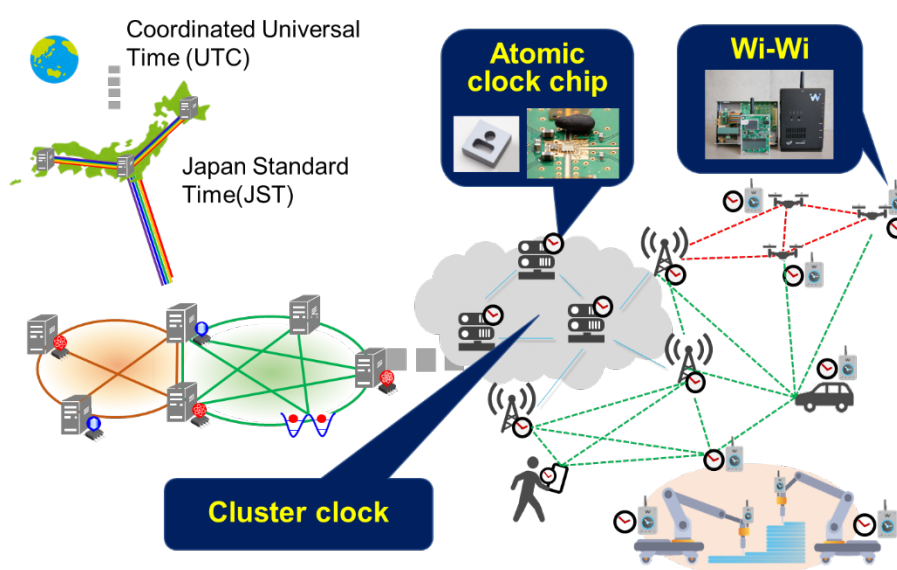 Coordinated Universal
Time (UTC)
Japan Standard
Time(JST)
Atomic
clock chip
Wi-Wi
Cluster clock